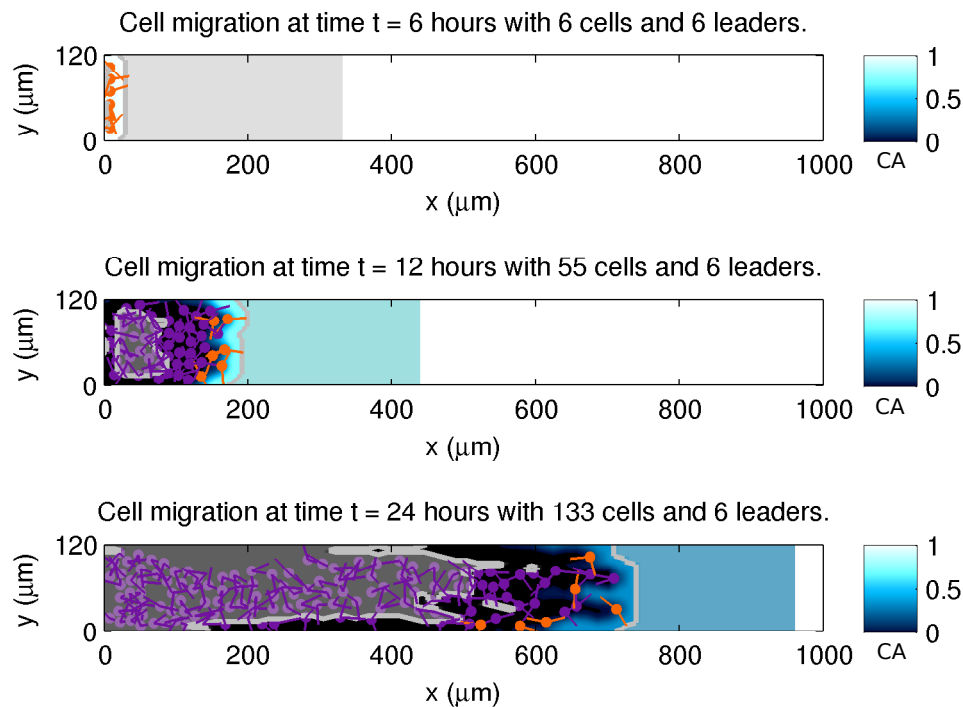 Cell migration at time t = 6 hours with 6 cells and 6 leaders.
y (μm)
120
0
0 200 400 600 800 1000
x (μm)
1
0.5
0
CA
Cell migration at time t = 12 hours with 55 cells and 6 leaders.
y (μm)
120
0
0 200 400 600 800 1000
x (μm)
1
0.5
0
CA
Cell migration at time t = 24 hours with 133 cells and 6 leaders.
y (μm)
120
0
0 200 400 600 800 1000
x (μm)
1
0.5
0
CA